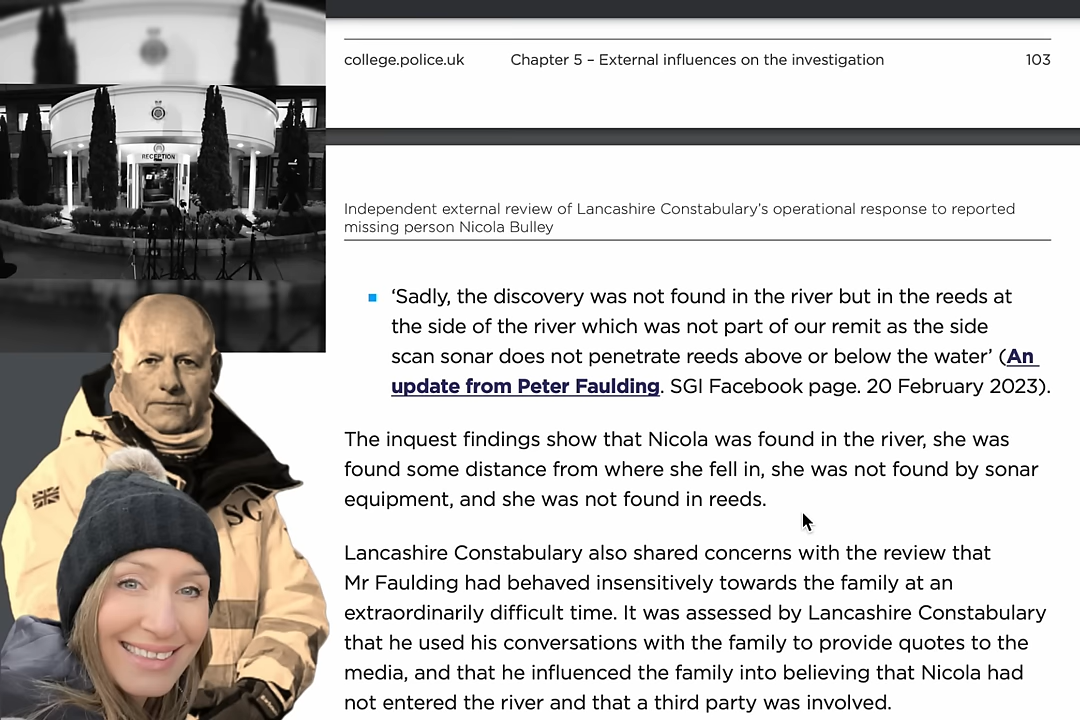 college.police.uk Chapter 5 – External influences on the investigation 103
RECEPTION
Independent external review of Lancashire Constabulary’s operational response to reported
missing person Nicola Bulley
‘Sadly, the discovery was not found in the river but in the reeds at
the side of the river which was not part of our remit as the side
scan sonar does not penetrate reeds above or below the water’ (An
update from Peter Faulding. SGI Facebook page. 20 February 2023).
The inquest findings show that Nicola was found in the river, she was
found some distance from where she fell in, she was not found by sonar
equipment, and she was not found in reeds.
SG
Lancashire Constabulary also shared concerns with the review that
Mr Faulding had behaved insensitively towards the family at an
extraordinarily difficult time. It was assessed by Lancashire Constabulary
that he used his conversations with the family to provide quotes to the
media, and that he influenced the family into believing that Nicola had
not entered the river and that a third party was involved.